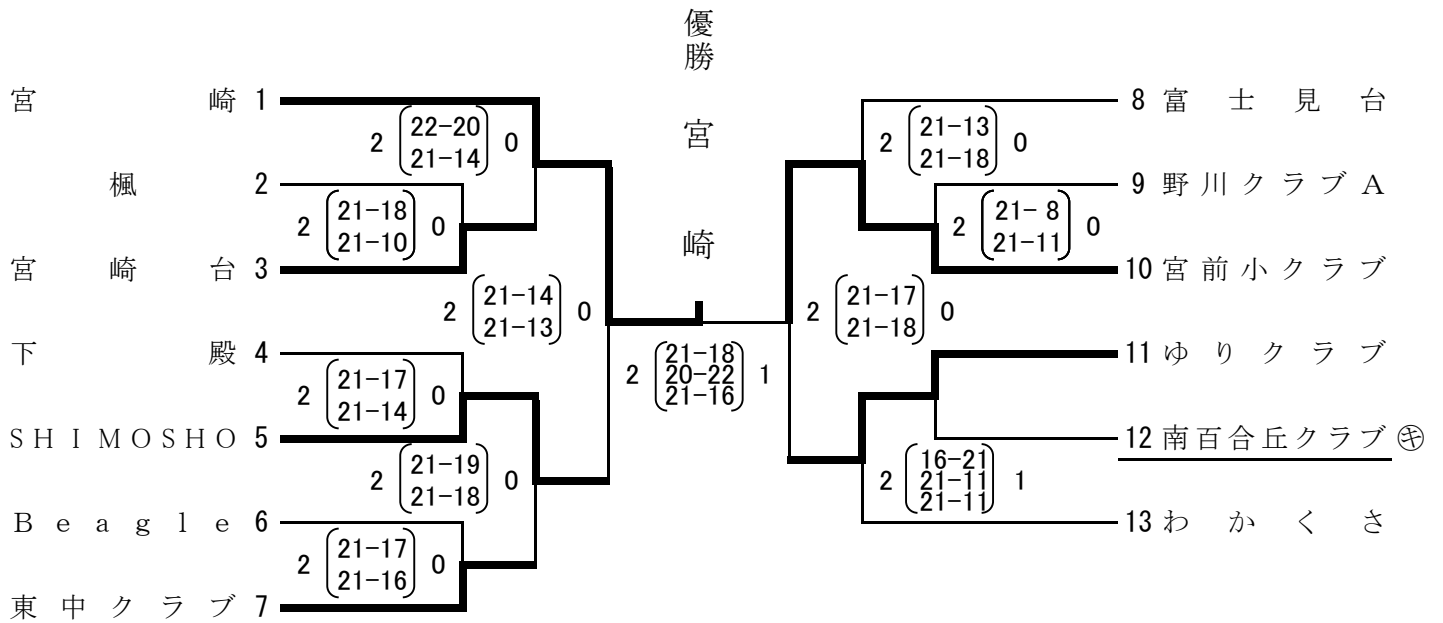 優勝 宮崎
宮崎 1
2 (22-20 21-14) 0
楓 2
2 (21-18 21-10) 0
宮崎台 3
2 (21-14 21-13) 0
下殿 4
2 (21-17 21-14) 0
SHIMOSHO 5
2 (21-19 21-18) 0
Beagle 6
2 (21-17 21-16) 0
東中クラブ 7
2 (21-18 20-22 21-16) 1
8 富士見台
2 (21-13 21-18) 0
9 野川クラブA
2 (21- 8 21-11) 0
10 宮前小クラブ
2 (21-17 21-18) 0
11 ゆりクラブ
12 南百合丘クラブ ㋖
2 (16-21 21-11 21-11) 1
13 わかくさ